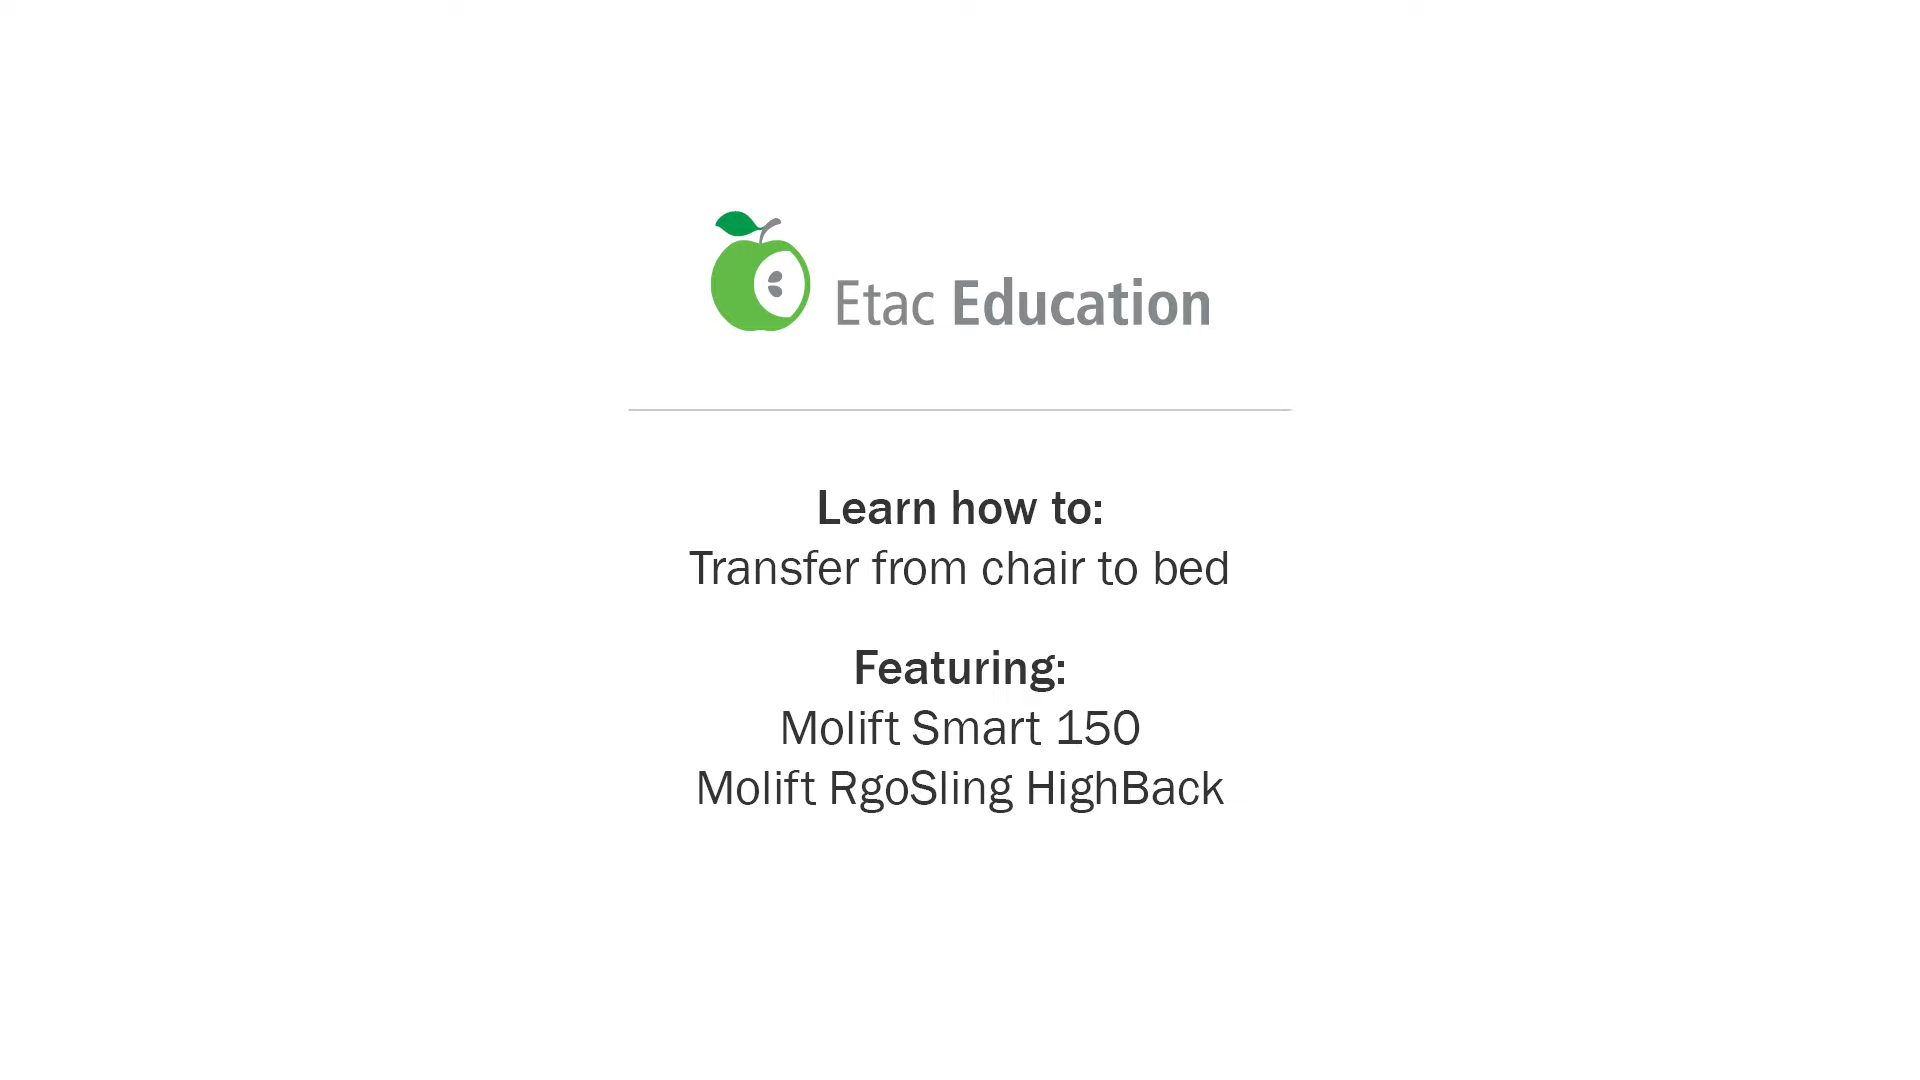 Etac Education
Learn how to:
Transfer from chair to bed
Featuring:
Molift Smart 150
Molift RgoSling HighBack